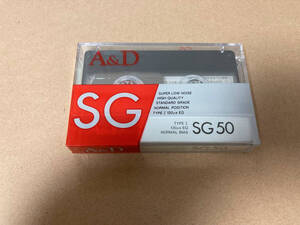 A&D
SG
SUPER LOW NOISE
HIGH QUALITY
STANDARD GRADE
NORMAL POSITION
TYPE I 120μs EQ
TYPE I
120μs EQ
NORMAL BIAS
SG 50